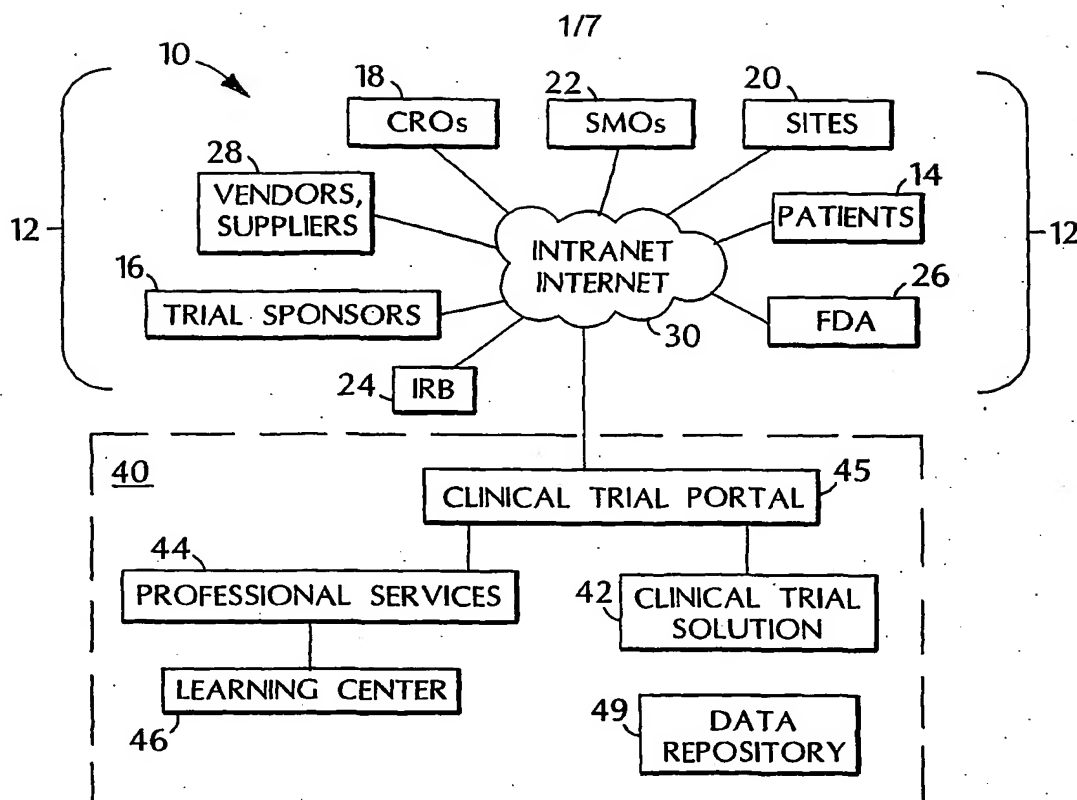 1/7
10
18
22
20
CROs
SMOs
SITES
28
VENDORS,
SUPPLIERS
14
PATIENTS
12
12
INTRANET
INTERNET
16
TRIAL SPONSORS
26
FDA
30
24
IRB
40
CLINICAL TRIAL PORTAL
45
44
PROFESSIONAL SERVICES
42
CLINICAL TRIAL
SOLUTION
LEARNING CENTER
46
49
DATA
REPOSITORY